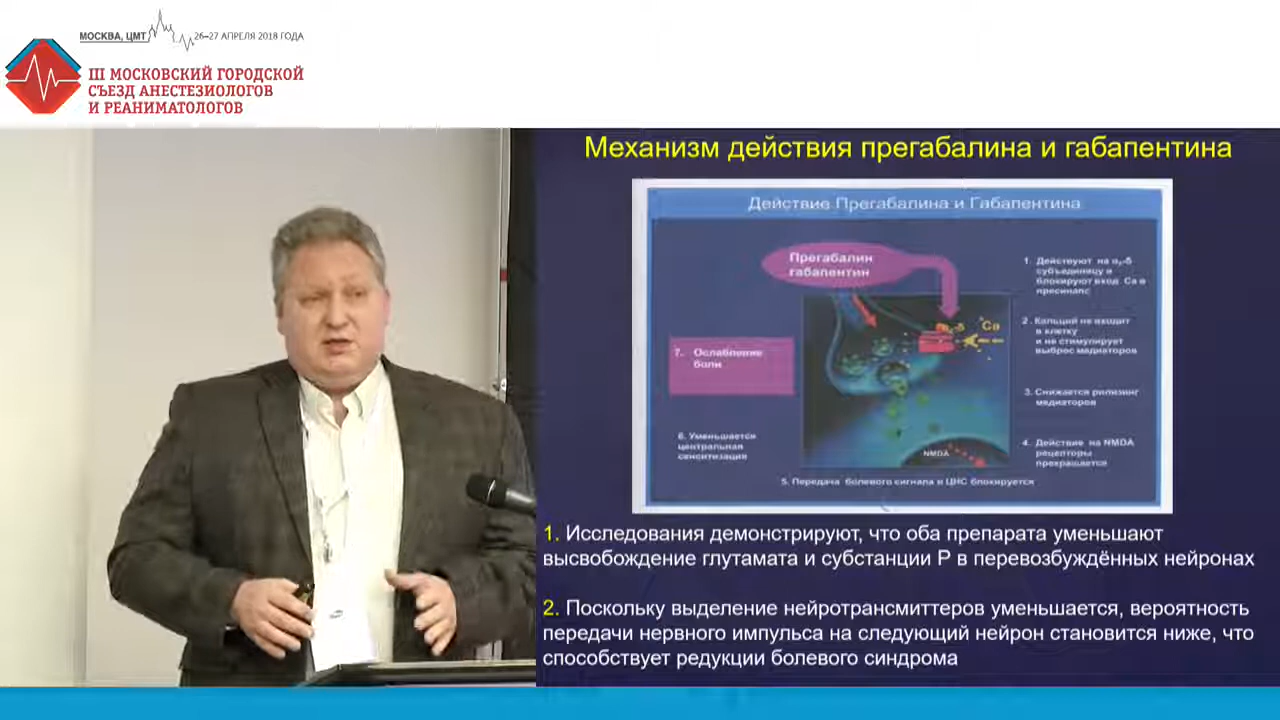 МОСКВА, ЦМТ
26–27 АПРЕЛЯ 2018 ГОДА
III МОСКОВСКИЙ ГОРОДСКОЙ
СЪЕЗД АНЕСТЕЗИОЛОГОВ
И РЕАНИМАТОЛОГОВ
Механизм действия прегабалина и габапентина
Действие Прегабалина и Габапентина
Прегабалин
габапентин
1. Действуют на α₂-δ
субъединицу и
блокируют вход Ca в
пресинапс
Ca
2. Кальций не входит
в клетку
и не стимулирует
выброс медиаторов
7. Ослабление
боли
3. Снижается рилизинг
медиаторов
6. Уменьшается
центральная
сенситизация
4. Действие на NMDA
рецепторы
прекращается
NMDA
5. Передача болевого сигнала в ЦНС блокируется
1. Исследования демонстрируют, что оба препарата уменьшают
высвобождение глутамата и субстанции P в перевозбуждённых нейронах
2. Поскольку выделение нейротрансмиттеров уменьшается, вероятность
передачи нервного импульса на следующий нейрон становится ниже, что
способствует редукции болевого синдрома